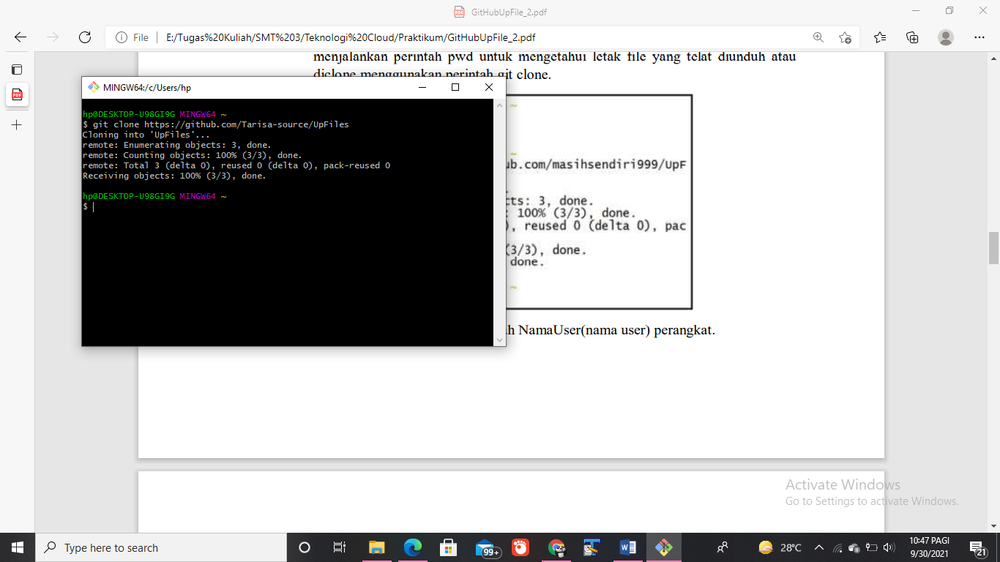 GitHubUpFile_2.pdf
File
E:/Tugas%20Kuliah/SMT%203/Teknologi%20Cloud/Praktikum/GitHubUpFile_2.pdf
menjalankan perintah pwd untuk mengetahui letak file yang telat diunduh atau
diclone menggunakan perintah git clone.
MINGW64:/c/Users/hp
hp@DESKTOP-U98GI9G MINGW64 ~
$ git clone https://github.com/Tarisa-source/UpFiles
Cloning into 'UpFiles'...
remote: Enumerating objects: 3, done.
remote: Counting objects: 100% (3/3), done.
remote: Total 3 (delta 0), reused 0 (delta 0), pack-reused 0
Receiving objects: 100% (3/3), done.
hp@DESKTOP-U98GI9G MINGW64 ~
$
~
~
ub.com/masihsendiri999/UpF
.
cts: 3, done.
: 100% (3/3), done.
), reused 0 (delta 0), pac
(3/3), done.
done.
~
h NamaUser(nama user) perangkat.
Activate Windows
Go to Settings to activate Windows.
Type here to search
99+
28°C
10:47 PAGI
9/30/2021
21